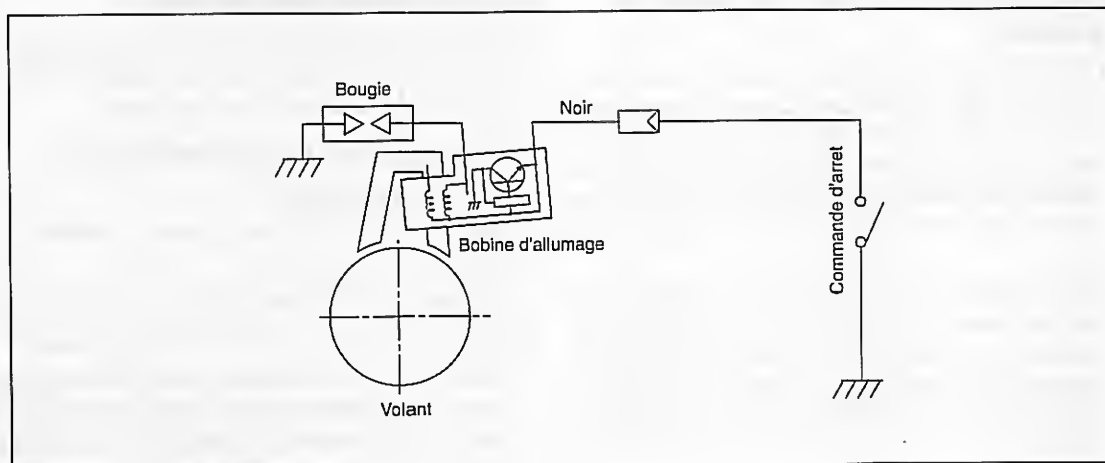 Bougie
Noir
Bobine d'allumage
Commande d'arret
Volant